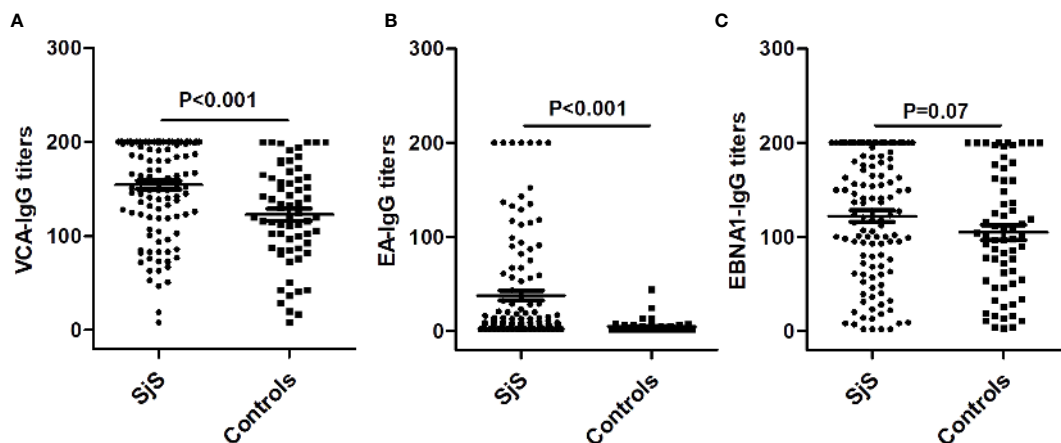 A
VCA-IgG titers
300
200
100
0
P<0.001
SjS
Controls
B
EA-IgG titers
300
200
100
0
P<0.001
SjS
Controls
C
EBNA1-IgG titers
300
200
100
0
P=0.07
SjS
Controls